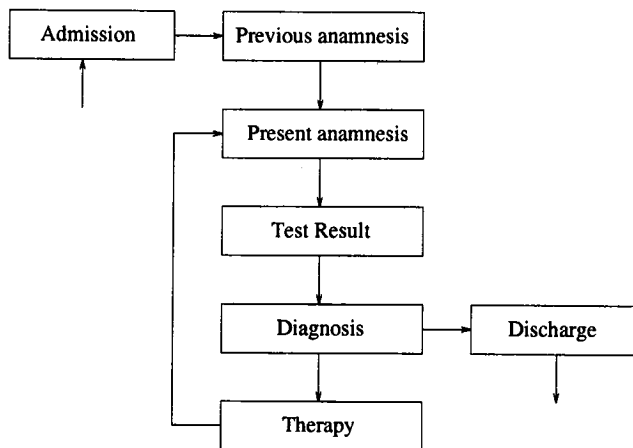 Admission
Previous anamnesis
Present anamnesis
Test Result
Diagnosis
Discharge
Therapy